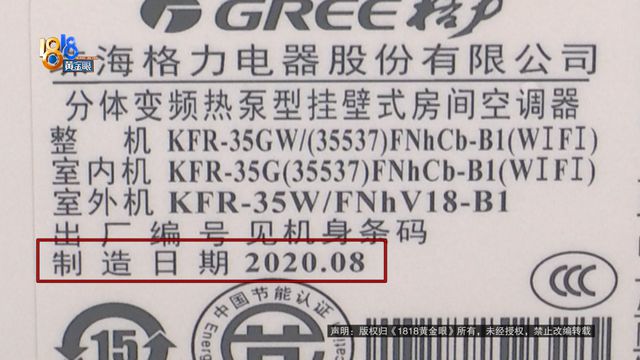 GREE格力
1818
黄金眼
海格力电器股份有限公司
分体变频热泵型挂壁式房间空调器
整 机 KFR-35GW/(35537)FNhCb-B1(WIFI)
室内机 KFR-35G(35537)FNhCb-B1(WIFI)
室外机 KFR-35W/FNhV18-B1
出厂编号 见机身条码
制造日期 2020.08
CCC
中国节能认证
15
声明：版权归《1818黄金眼》所有，未经授权，禁止改编转载